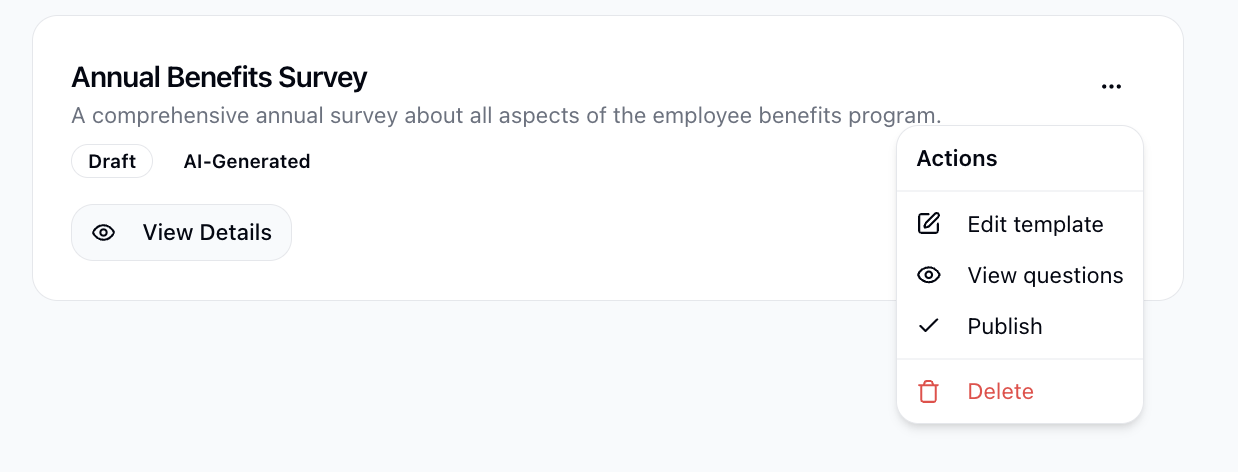 Annual Benefits Survey
...
A comprehensive annual survey about all aspects of the employee benefits program.
Draft
AI-Generated
View Details
Actions
Edit template
View questions
Publish
Delete